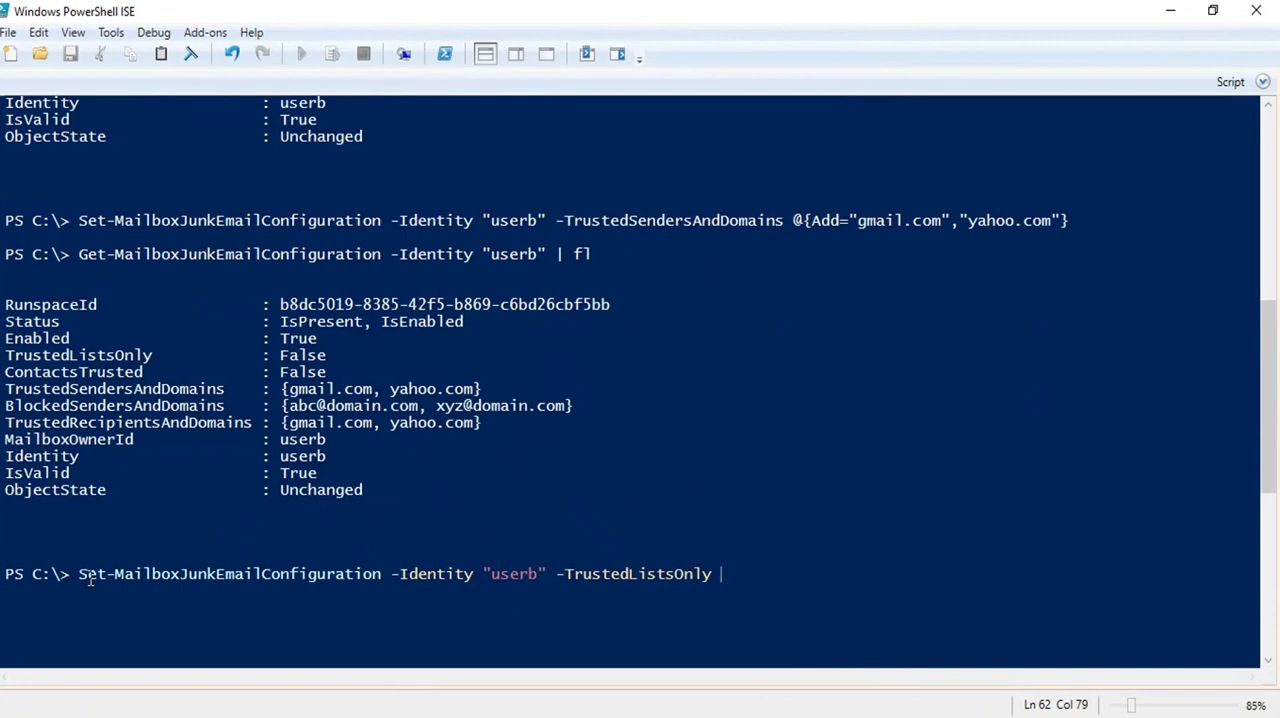 Windows PowerShell ISE
File Edit View Tools Debug Add-ons Help
Script
Identity : userb
IsValid : True
ObjectState : Unchanged
PS C:\> Set-MailboxJunkEmailConfiguration -Identity "userb" -TrustedSendersAndDomains @{Add="gmail.com","yahoo.com"}
PS C:\> Get-MailboxJunkEmailConfiguration -Identity "userb" | fl
RunspaceId : b8dc5019-8385-42f5-b869-c6bd26cbf5bb
Status : IsPresent, IsEnabled
Enabled : True
TrustedListsOnly : False
ContactsTrusted : False
TrustedSendersAndDomains : {gmail.com, yahoo.com}
BlockedSendersAndDomains : {abc@domain.com, xyz@domain.com}
TrustedRecipientsAndDomains : {gmail.com, yahoo.com}
MailboxOwnerId : userb
Identity : userb
IsValid : True
ObjectState : Unchanged
PS C:\> Set-MailboxJunkEmailConfiguration -Identity "userb" -TrustedListsOnly
Ln 62 Col 79 85%